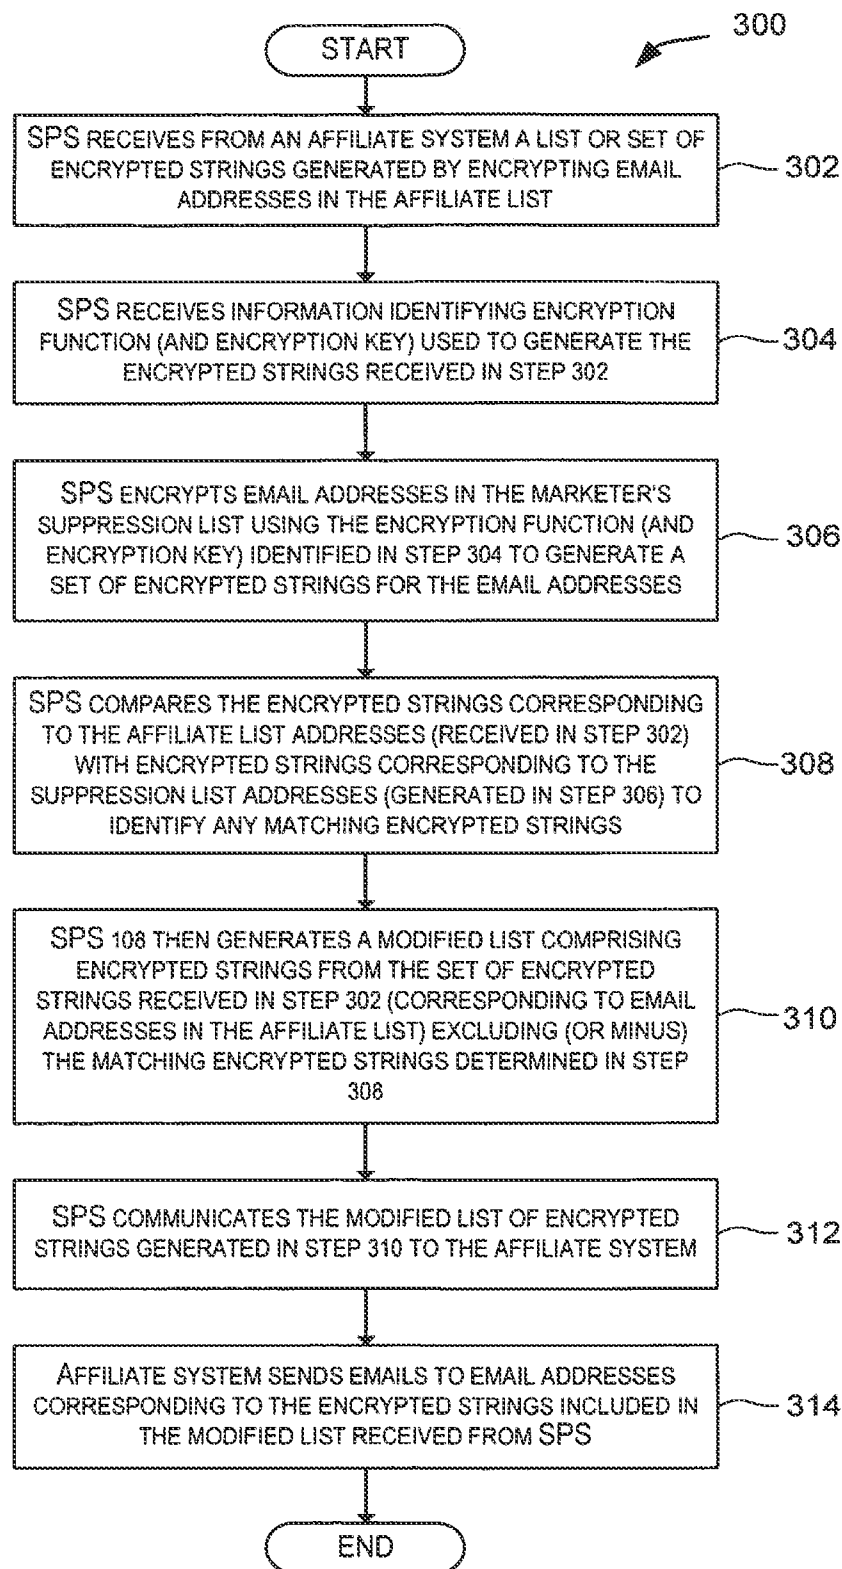 300
START
SPS RECEIVES FROM AN AFFILIATE SYSTEM A LIST OR SET OF
ENCRYPTED STRINGS GENERATED BY ENCRYPTING EMAIL
ADDRESSES IN THE AFFILIATE LIST
302
SPS RECEIVES INFORMATION IDENTIFYING ENCRYPTION
FUNCTION (AND ENCRYPTION KEY) USED TO GENERATE THE
ENCRYPTED STRINGS RECEIVED IN STEP 302
304
SPS ENCRYPTS EMAIL ADDRESSES IN THE MARKETER'S
SUPPRESSION LIST USING THE ENCRYPTION FUNCTION (AND
ENCRYPTION KEY) IDENTIFIED IN STEP 304 TO GENERATE A
SET OF ENCRYPTED STRINGS FOR THE EMAIL ADDRESSES
306
SPS COMPARES THE ENCRYPTED STRINGS CORRESPONDING
TO THE AFFILIATE LIST ADDRESSES (RECEIVED IN STEP 302)
WITH ENCRYPTED STRINGS CORRESPONDING TO THE
SUPPRESSION LIST ADDRESSES (GENERATED IN STEP 306) TO
IDENTIFY ANY MATCHING ENCRYPTED STRINGS
308
SPS 108 THEN GENERATES A MODIFIED LIST COMPRISING
ENCRYPTED STRINGS FROM THE SET OF ENCRYPTED
STRINGS RECEIVED IN STEP 302 (CORRESPONDING TO EMAIL
ADDRESSES IN THE AFFILIATE LIST) EXCLUDING (OR MINUS)
THE MATCHING ENCRYPTED STRINGS DETERMINED IN STEP
308
310
SPS COMMUNICATES THE MODIFIED LIST OF ENCRYPTED
STRINGS GENERATED IN STEP 310 TO THE AFFILIATE SYSTEM
312
AFFILIATE SYSTEM SENDS EMAILS TO EMAIL ADDRESSES
CORRESPONDING TO THE ENCRYPTED STRINGS INCLUDED IN
THE MODIFIED LIST RECEIVED FROM SPS
314
END